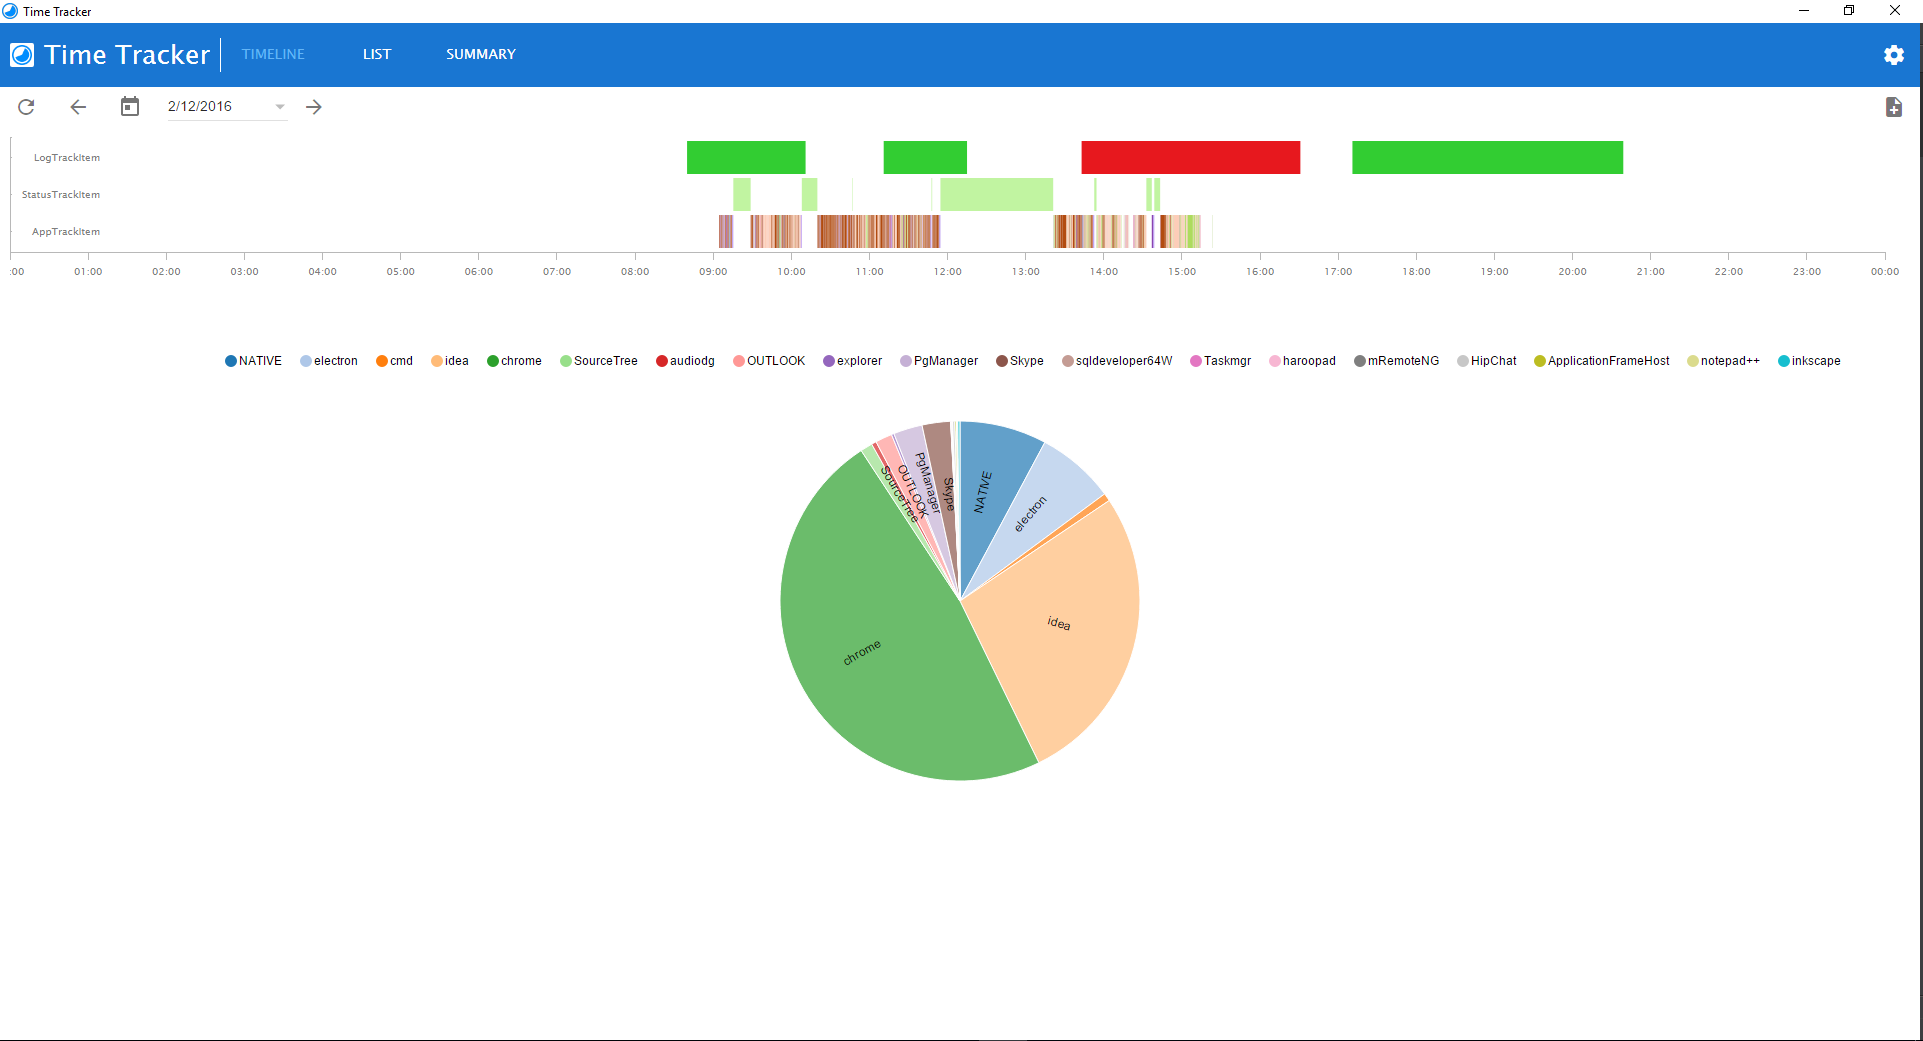 Time Tracker
Time Tracker TIMELINE LIST SUMMARY
2/12/2016
LogTrackItem
StatusTrackItem
AppTrackItem
:00 01:00 02:00 03:00 04:00 05:00 06:00 07:00 08:00 09:00 10:00 11:00 12:00 13:00 14:00 15:00 16:00 17:00 18:00 19:00 20:00 21:00 22:00 23:00 00:00
NATIVE electron cmd idea chrome SourceTree audiodg OUTLOOK explorer PgManager Skype sqldeveloper64W Taskmgr haroopad mRemoteNG HipChat ApplicationFrameHost notepad++ inkscape
SourceTree
OUTLOOK
PgManager
Skype
NATIVE
electron
idea
chrome